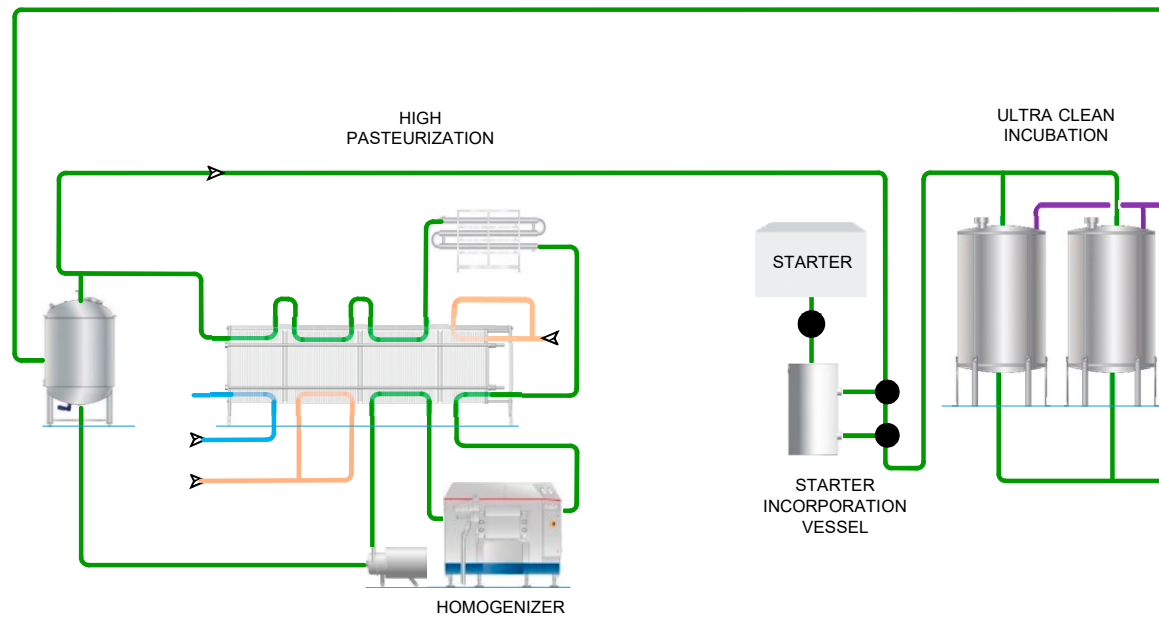 HIGH
PASTEURIZATION
ULTRA CLEAN
INCUBATION
STARTER
STARTER
INCORPORATION
VESSEL
HOMOGENIZER